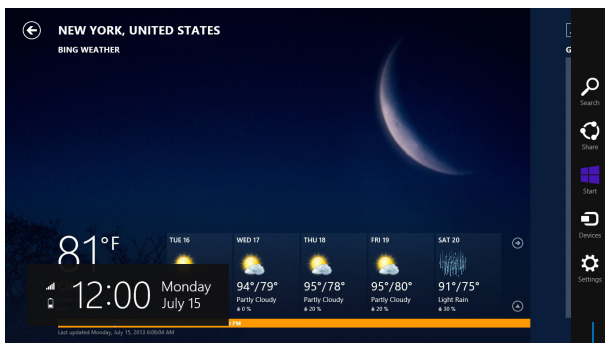 NEW YORK, UNITED STATES
BING WEATHER
G
Search
Share
Start
Devices
Settings
81°F
TUE 16
WED 17
94°/79°
Partly Cloudy
0 %
THU 18
95°/78°
Partly Cloudy
20 %
FRI 19
95°/80°
Partly Cloudy
20 %
SAT 20
91°/75°
Light Rain
30 %
12:00
Monday
July 15
PM
Last updated Monday, July 15, 2013 6:06:04 AM